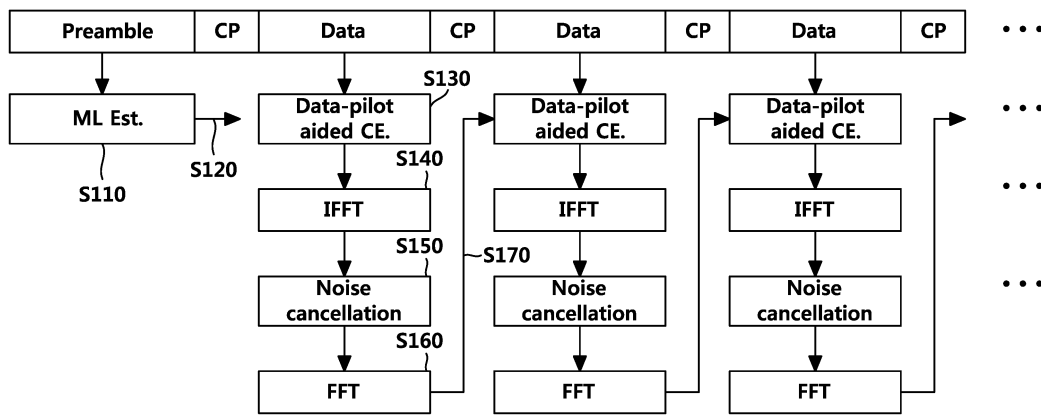 Preamble CP Data CP Data CP Data CP
ML Est.
S110
S120
S130
Data-pilot
aided CE.
Data-pilot
aided CE.
Data-pilot
aided CE.
S140
IFFT
IFFT
IFFT
S150
S170
Noise
cancellation
Noise
cancellation
Noise
cancellation
S160
FFT
FFT
FFT